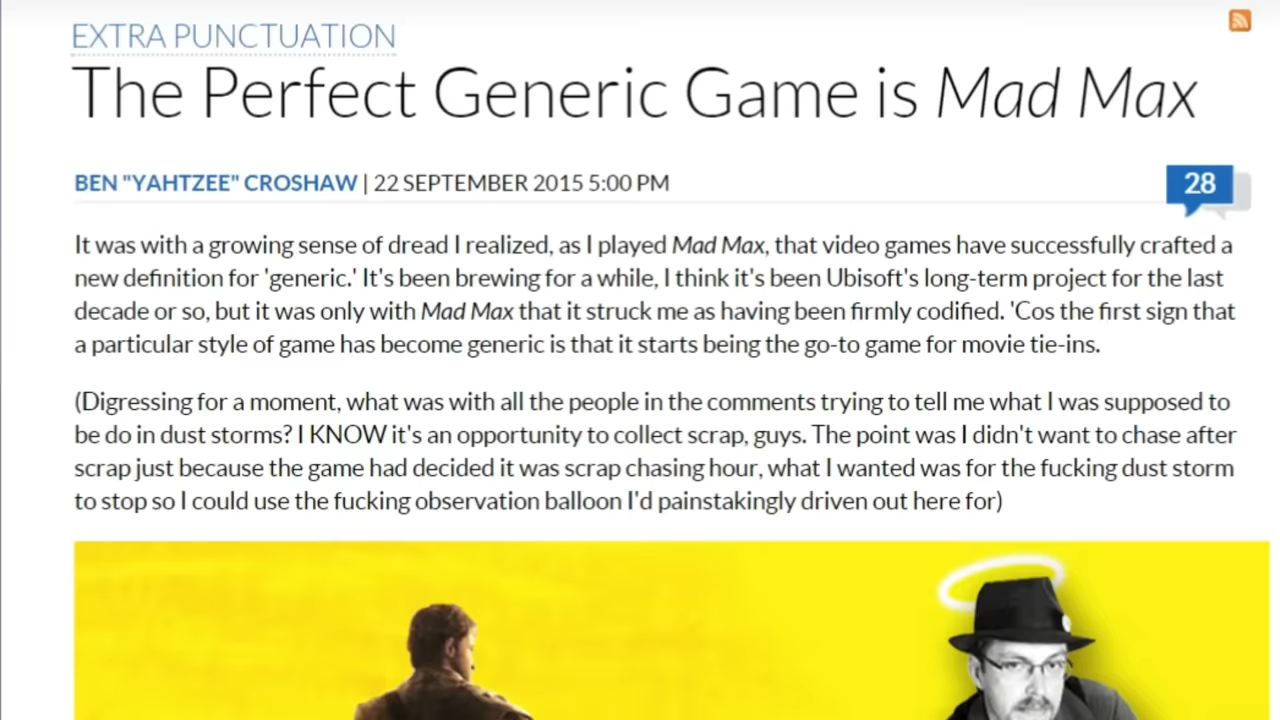 EXTRA PUNCTUATION
The Perfect Generic Game is Mad Max
BEN "YAHTZEE" CROSHAW | 22 SEPTEMBER 2015 5:00 PM
28
It was with a growing sense of dread I realized, as I played Mad Max, that video games have successfully crafted a
new definition for 'generic.' It's been brewing for a while, I think it's been Ubisoft's long-term project for the last
decade or so, but it was only with Mad Max that it struck me as having been firmly codified. 'Cos the first sign that
a particular style of game has become generic is that it starts being the go-to game for movie tie-ins.
(Digressing for a moment, what was with all the people in the comments trying to tell me what I was supposed to
be do in dust storms? I KNOW it's an opportunity to collect scrap, guys. The point was I didn't want to chase after
scrap just because the game had decided it was scrap chasing hour, what I wanted was for the fucking dust storm
to stop so I could use the fucking observation balloon I'd painstakingly driven out here for)